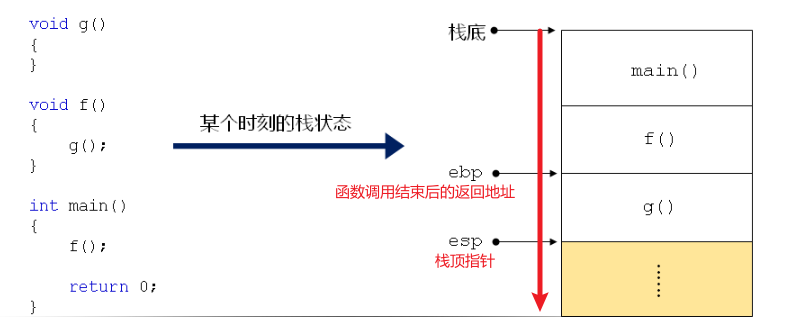 void g()
{
}
void f()
{
g();
}
int main()
{
f();
return 0;
}
某个时刻的栈状态
栈底
main()
f()
ebp
函数调用结束后的返回地址
g()
esp
栈顶指针